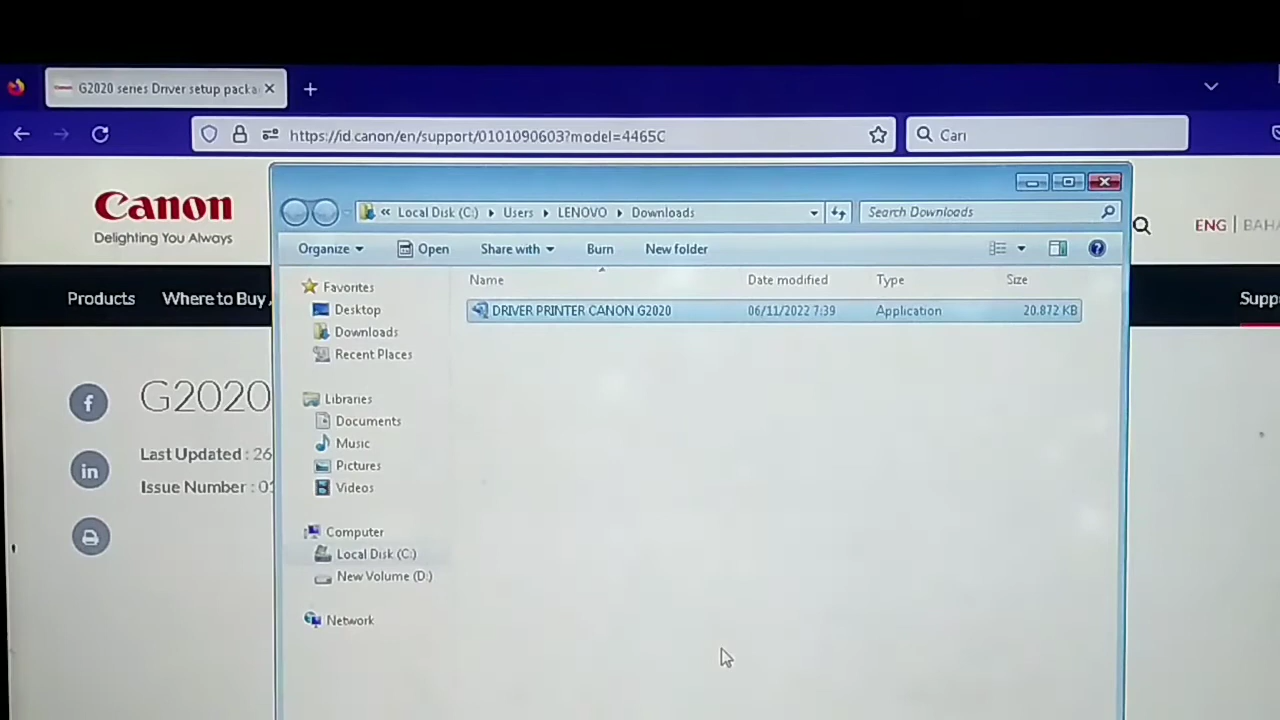 G2020 series Driver setup packa
https://id.canon/en/support/0101090603?model=4465C
Cari
Canon
Delighting You Always
ENG | BAHA
Products
Where to Buy
Supp
G2020
Last Updated : 26
Issue Number : 01
« Local Disk (C:) ▸ Users ▸ LENOVO ▸ Downloads
Search Downloads
Organize
Open
Share with
Burn
New folder
Name
Date modified
Type
Size
DRIVER PRINTER CANON G2020
06/11/2022 7:39
Application
20.872 KB
Favorites
Desktop
Downloads
Recent Places
Libraries
Documents
Music
Pictures
Videos
Computer
Local Disk (C:)
New Volume (D:)
Network